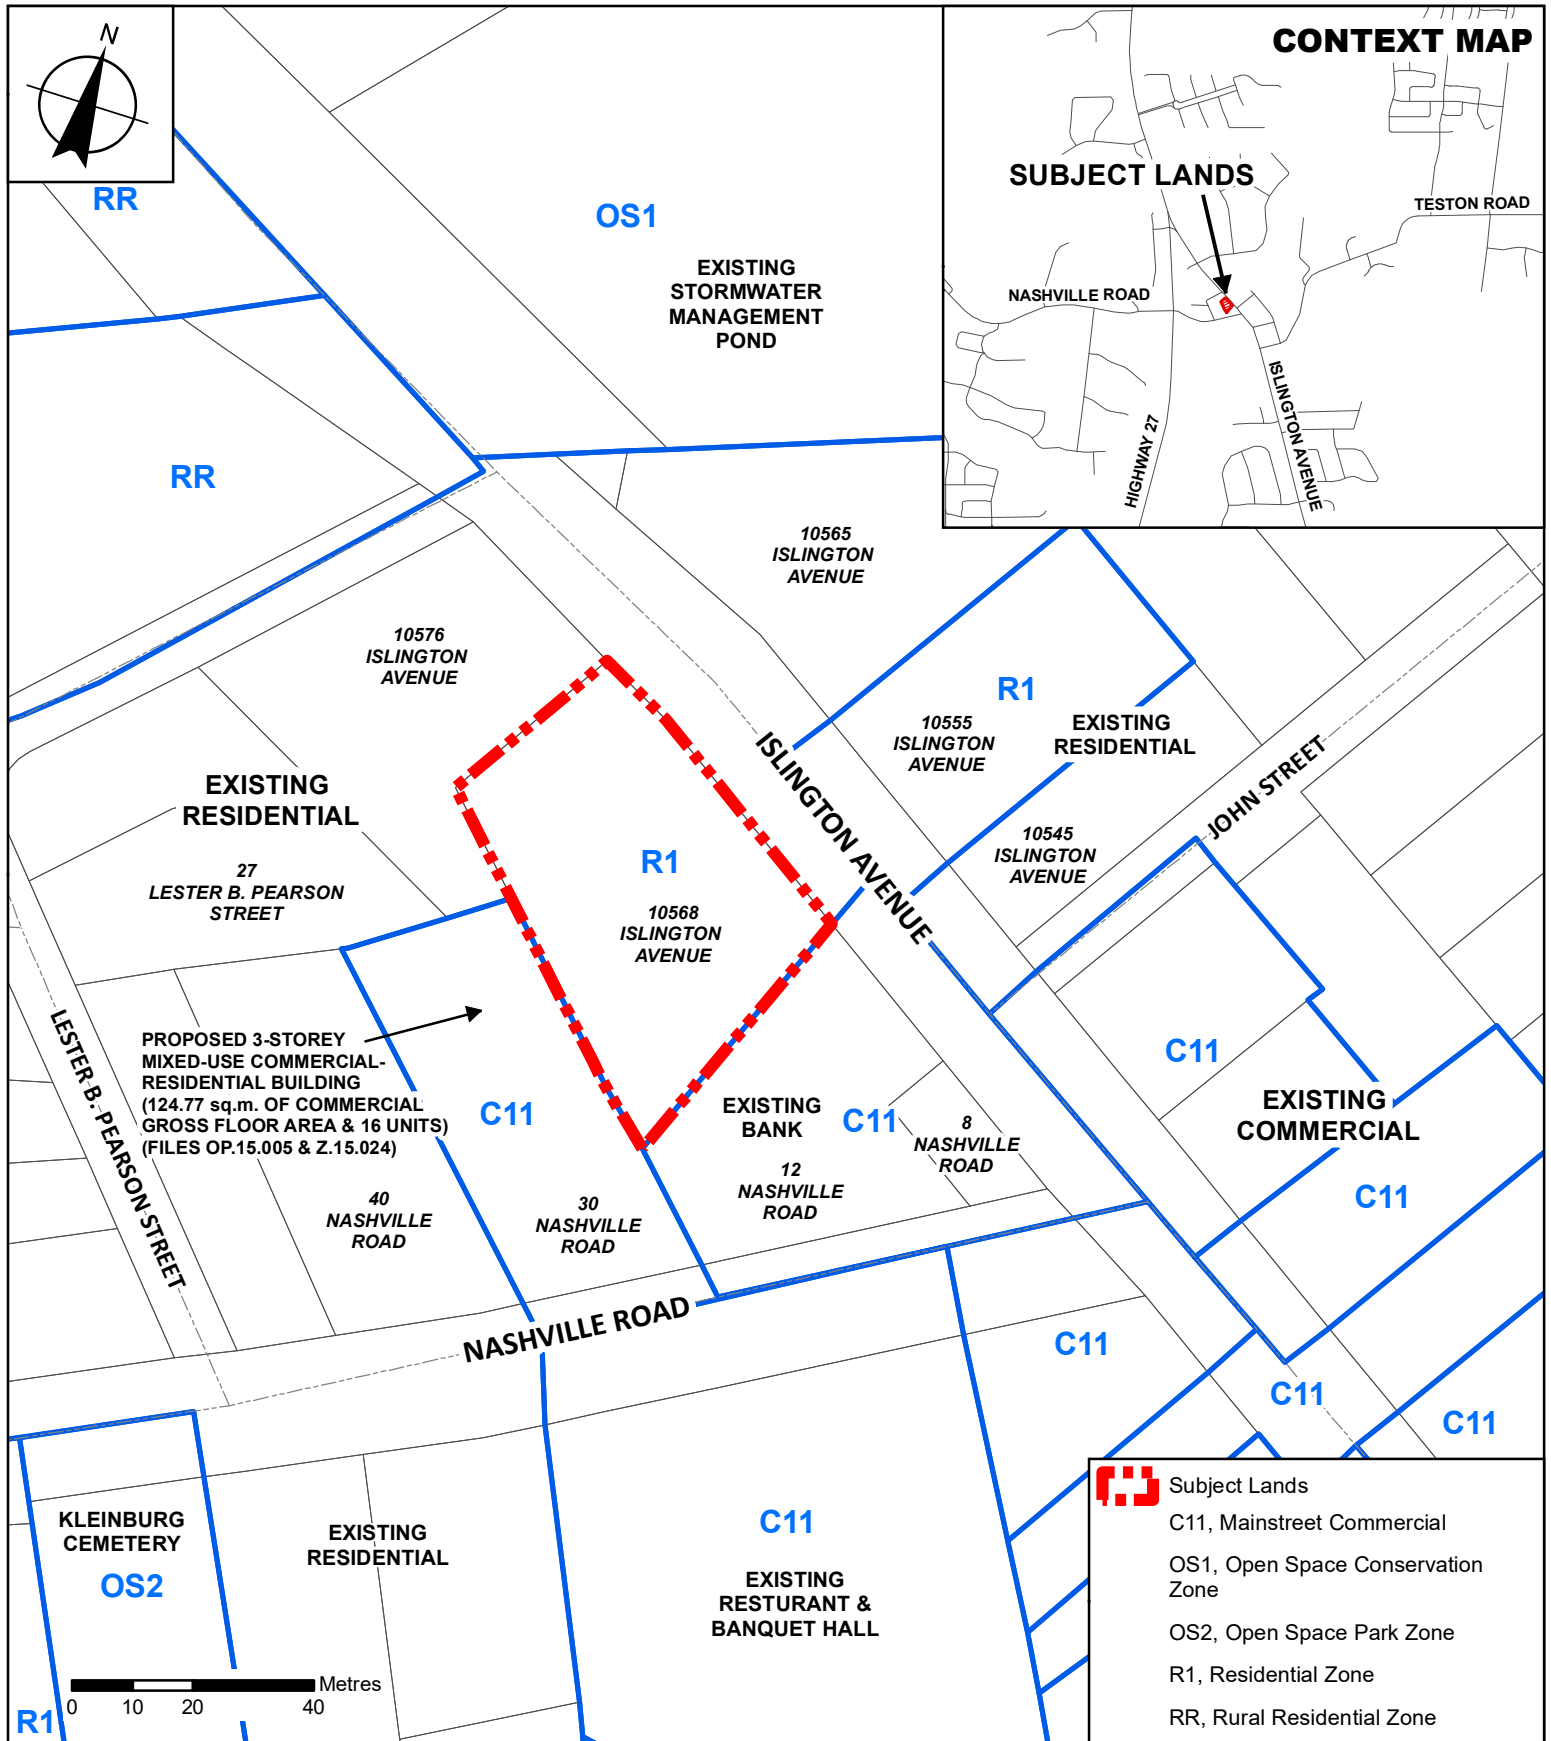 N
CONTEXT MAP
SUBJECT LANDS
TESTON ROAD
NASHVILLE ROAD
HIGHWAY 27
ISLINGTON AVENUE
RR
OS1
EXISTING
STORMWATER
MANAGEMENT
POND
RR
10565
ISLINGTON
AVENUE
10576
ISLINGTON
AVENUE
R1
10555
ISLINGTON
AVENUE
EXISTING
RESIDENTIAL
ISLINGTON AVENUE
JOHN STREET
EXISTING
RESIDENTIAL
27
LESTER B. PEARSON
STREET
R1
10568
ISLINGTON
AVENUE
10545
ISLINGTON
AVENUE
LESTER B. PEARSON STREET
PROPOSED 3-STOREY
MIXED-USE COMMERCIAL-
RESIDENTIAL BUILDING
(124.77 sq.m. OF COMMERCIAL
GROSS FLOOR AREA & 16 UNITS)
(FILES OP.15.005 & Z.15.024)
C11
EXISTING
BANK
C11
8
NASHVILLE
ROAD
12
NASHVILLE
ROAD
C11
EXISTING
COMMERCIAL
C11
40
NASHVILLE
ROAD
30
NASHVILLE
ROAD
NASHVILLE ROAD
C11
C11
C11
KLEINBURG
CEMETERY
OS2
EXISTING
RESIDENTIAL
C11
EXISTING
RESTURANT &
BANQUET HALL
R1
Metres
0 10 20 40
Subject Lands
C11, Mainstreet Commercial
OS1, Open Space Conservation
Zone
OS2, Open Space Park Zone
R1, Residential Zone
RR, Rural Residential Zone